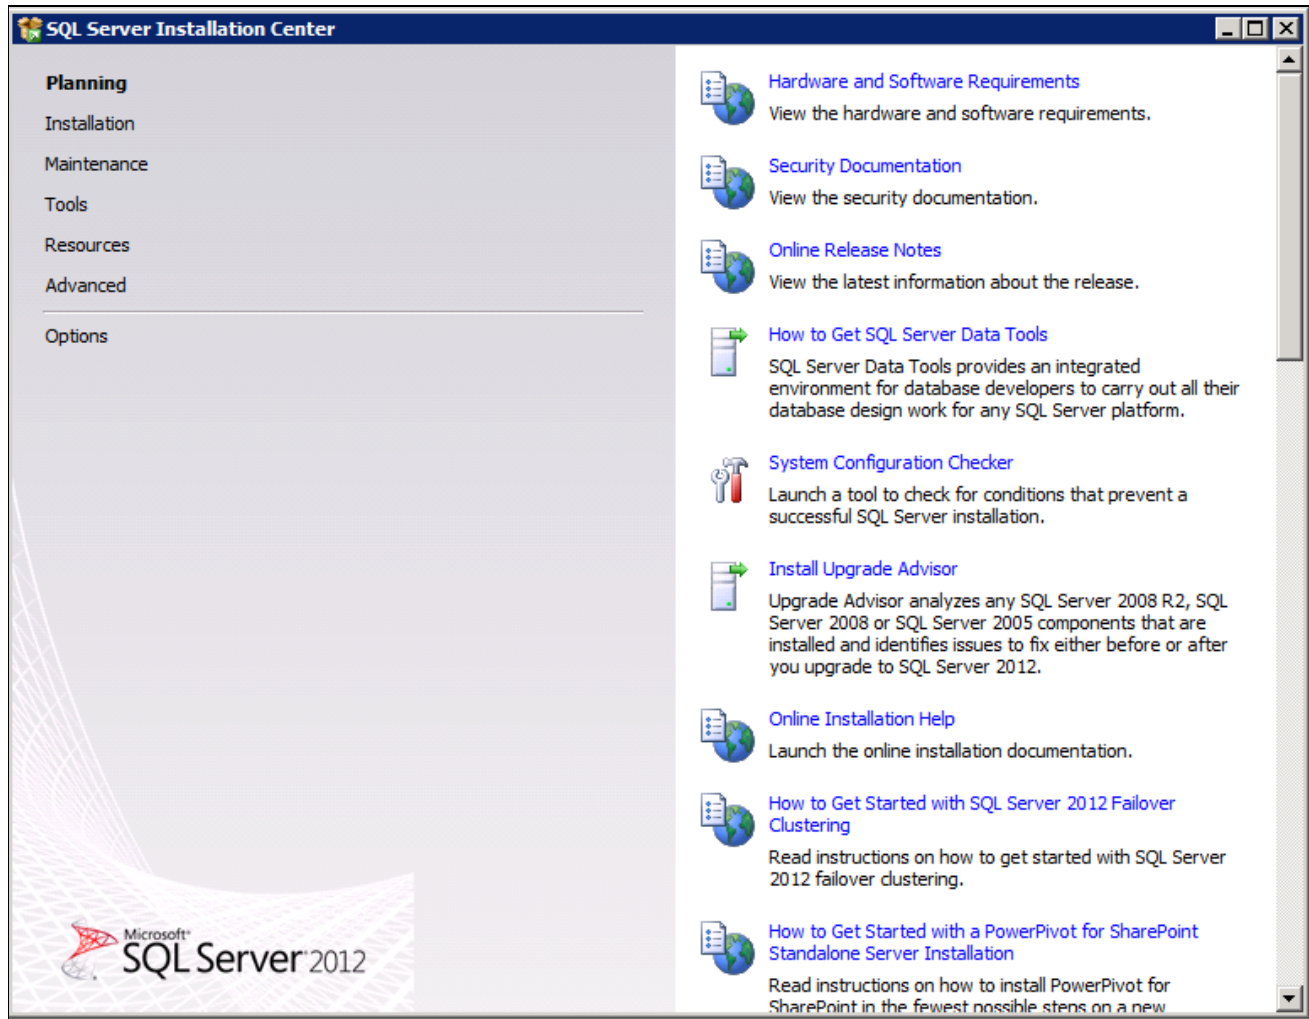 SQL Server Installation Center
Planning
Installation
Maintenance
Tools
Resources
Advanced
Options
Microsoft
SQL Server 2012
Hardware and Software Requirements
View the hardware and software requirements.
Security Documentation
View the security documentation.
Online Release Notes
View the latest information about the release.
How to Get SQL Server Data Tools
SQL Server Data Tools provides an integrated
environment for database developers to carry out all their
database design work for any SQL Server platform.
System Configuration Checker
Launch a tool to check for conditions that prevent a
successful SQL Server installation.
Install Upgrade Advisor
Upgrade Advisor analyzes any SQL Server 2008 R2, SQL
Server 2008 or SQL Server 2005 components that are
installed and identifies issues to fix either before or after
you upgrade to SQL Server 2012.
Online Installation Help
Launch the online installation documentation.
How to Get Started with SQL Server 2012 Failover
Clustering
Read instructions on how to get started with SQL Server
2012 failover clustering.
How to Get Started with a PowerPivot for SharePoint
Standalone Server Installation
Read instructions on how to install PowerPivot for
SharePoint in the fewest possible steps on a new